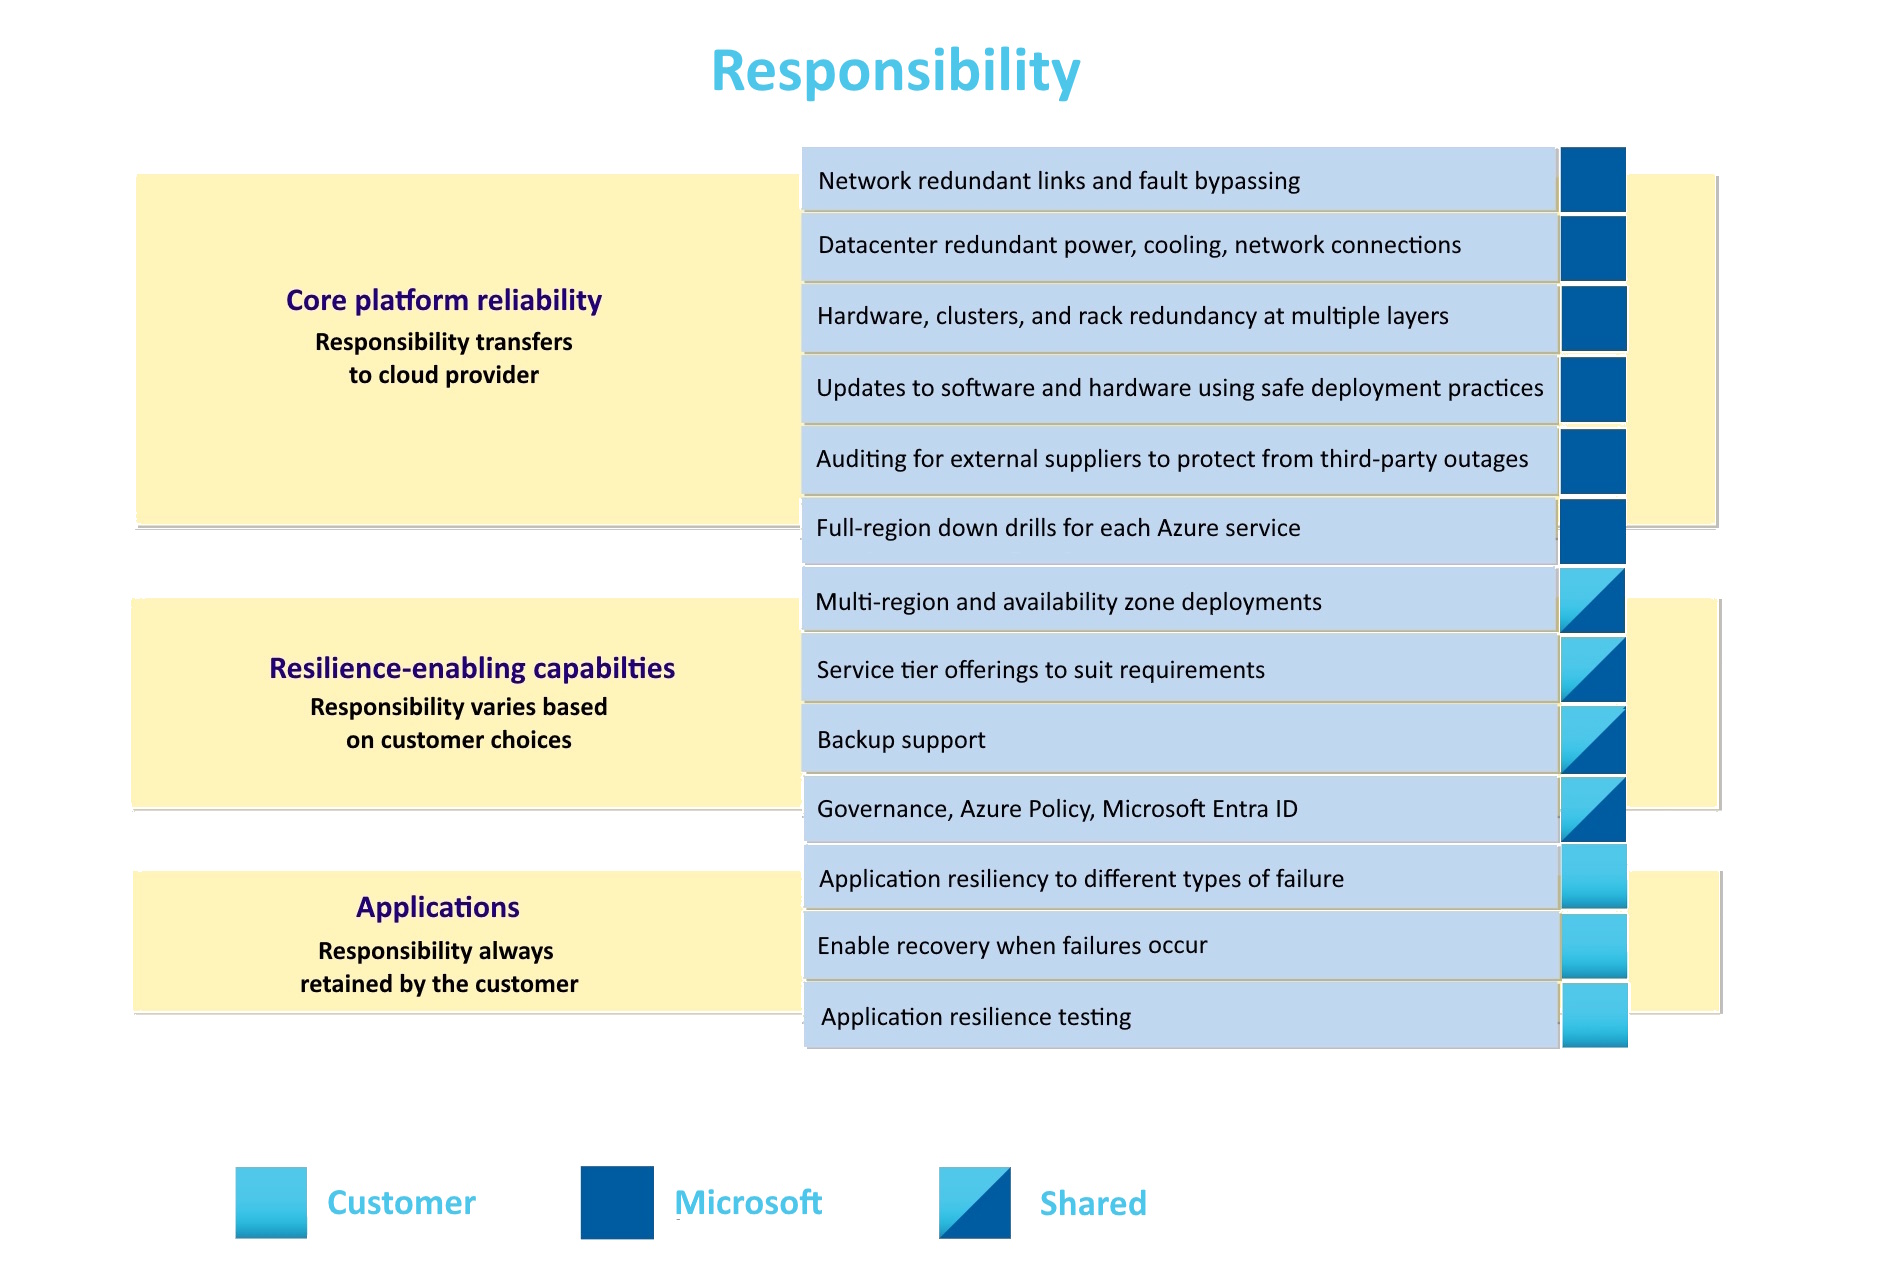 Responsibility
Core platform reliability
Responsibility transfers
to cloud provider
Network redundant links and fault bypassing
Datacenter redundant power, cooling, network connections
Hardware, clusters, and rack redundancy at multiple layers
Updates to software and hardware using safe deployment practices
Auditing for external suppliers to protect from third-party outages
Full-region down drills for each Azure service
Resilience-enabling capabilties
Responsibility varies based
on customer choices
Multi-region and availability zone deployments
Service tier offerings to suit requirements
Backup support
Governance, Azure Policy, Microsoft Entra ID
Applications
Responsibility always
retained by the customer
Application resiliency to different types of failure
Enable recovery when failures occur
Application resilience testing
Customer
Microsoft
Shared